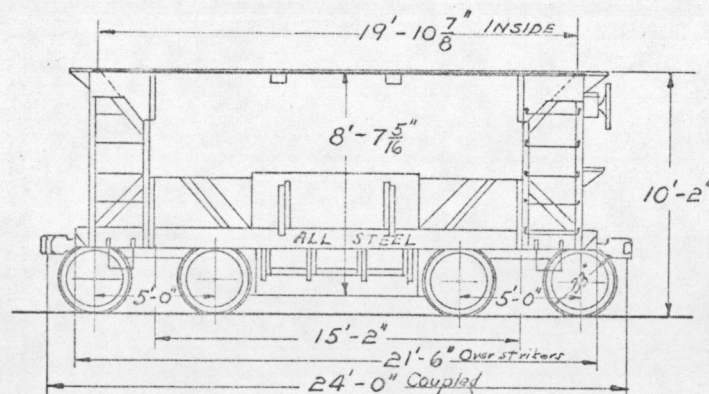 19'-10 7/8" INSIDE
8'-7 5/16"
10'-2"
ALL STEEL
5'-0"
5'-0"
33"
15'-2"
21'-6" Over strikers
24'-0" Coupled